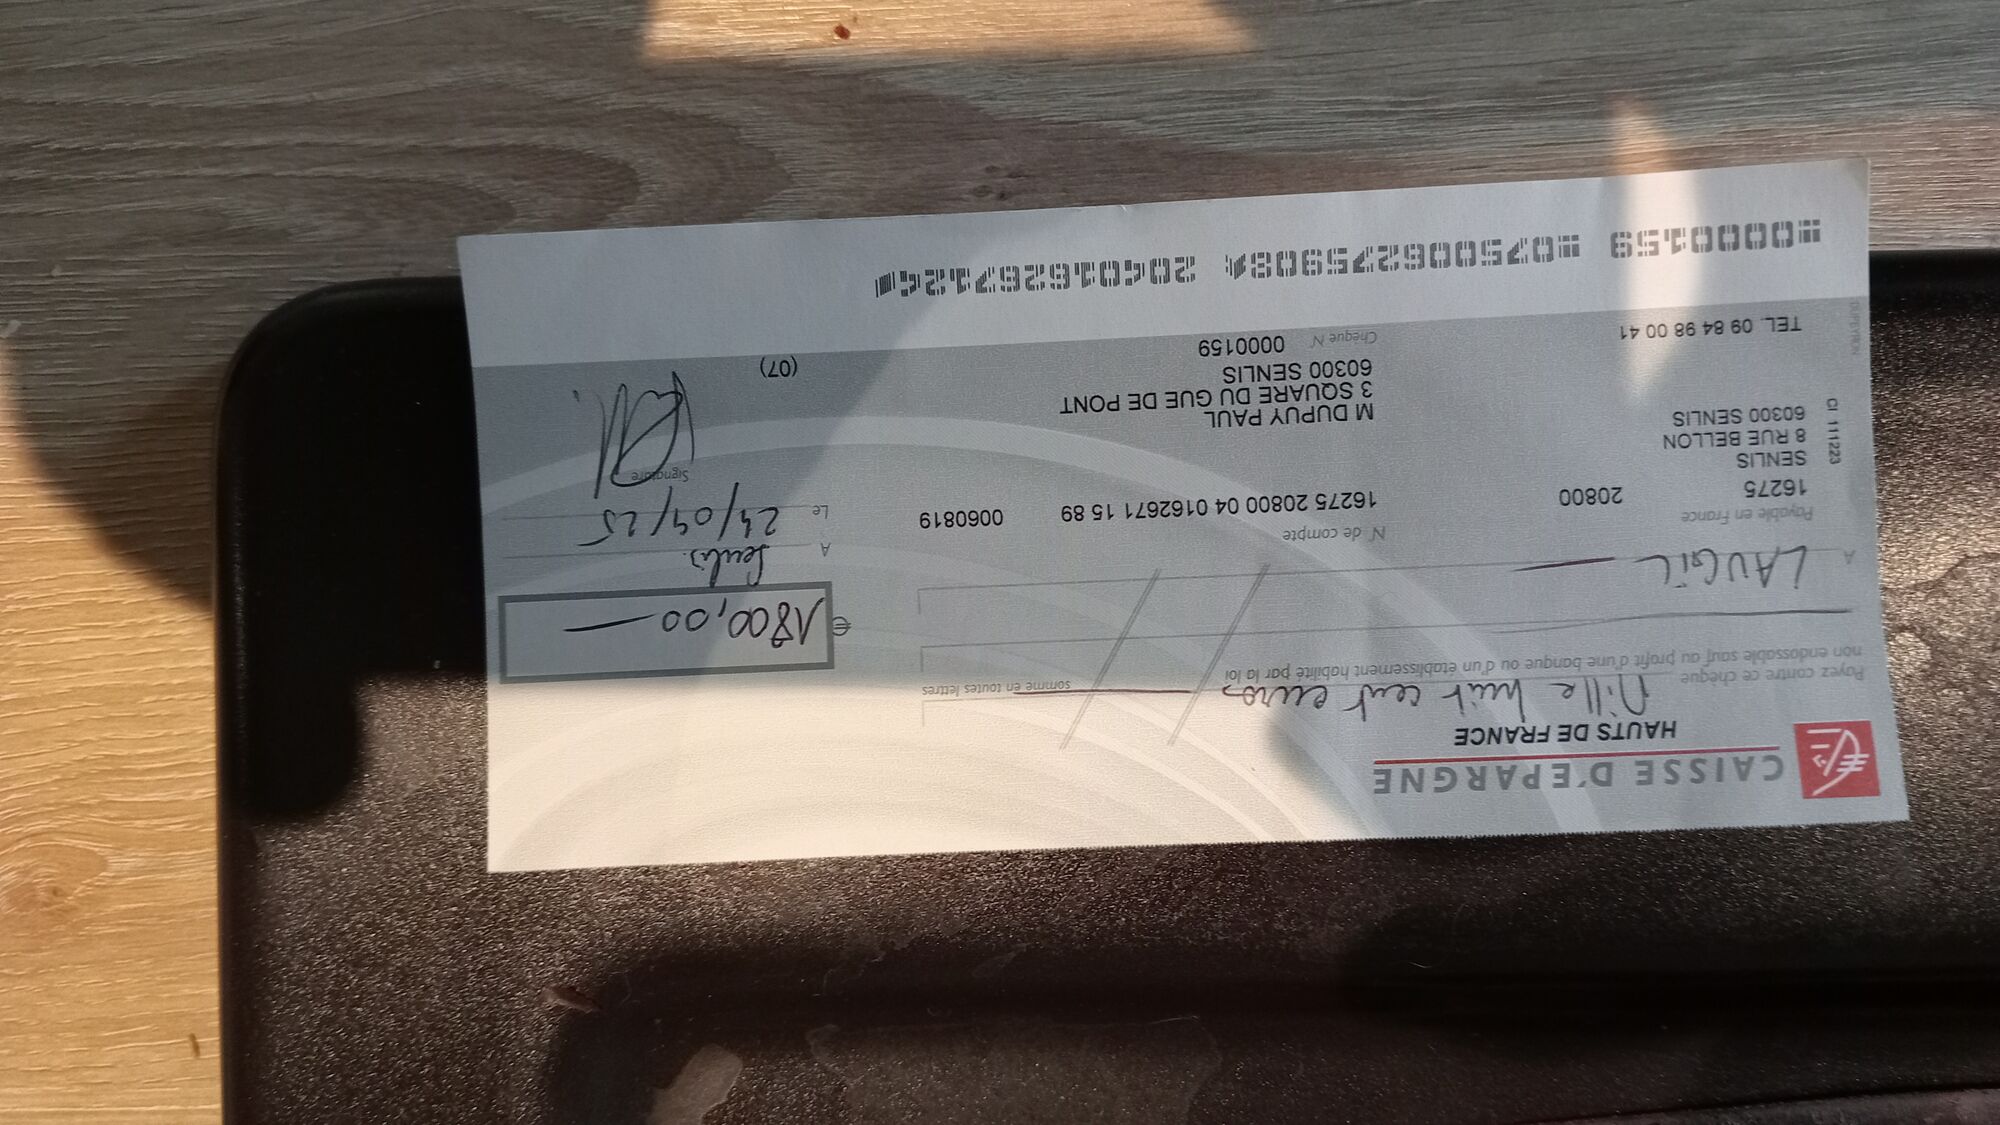 CAISSE D'EPARGNE
HAUTS DE FRANCE
Payez contre ce chèque Mille huit cent euros
non endossable sauf au profit d'une banque ou d'un établissement habilité par la loi
somme en toutes lettres
€ 1800,00
A LAUGIL
A Senlis
Payable en France
N° de compte
Le 24/04/25
16275 20800
16275 20800 04 0162671 15 89 0060819
Signature
SENLIS
8 RUE BELLON
60300 SENLIS
CI 11123
M DUPUY PAUL
3 SQUARE DU GUE DE PONT
60300 SENLIS
(07)
TEL. 09 84 98 00 41
Chèque N° 0000159
0000159 075006275908 204016267124